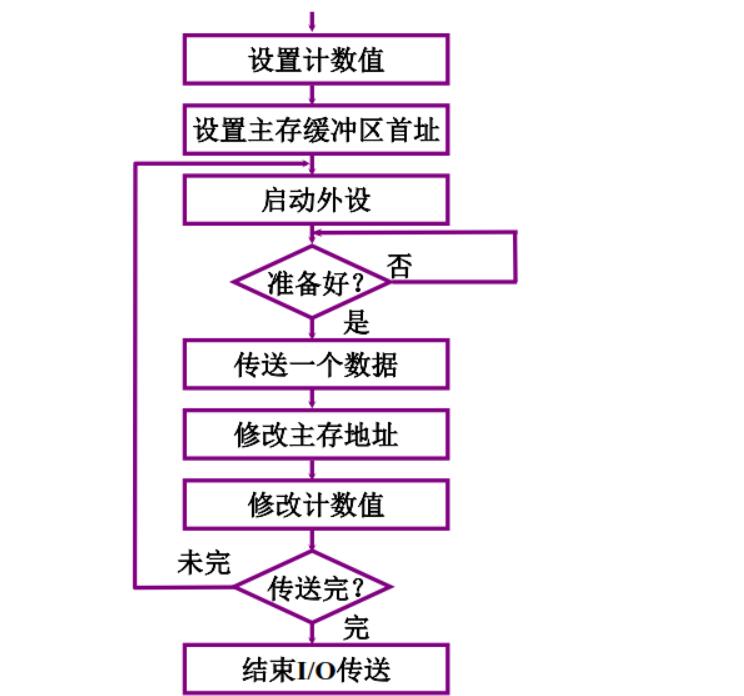 设置计数值
设置主存缓冲区首址
启动外设
准备好?
否
是
传送一个数据
修改主存地址
修改计数值
未完
传送完?
完
结束I/O传送